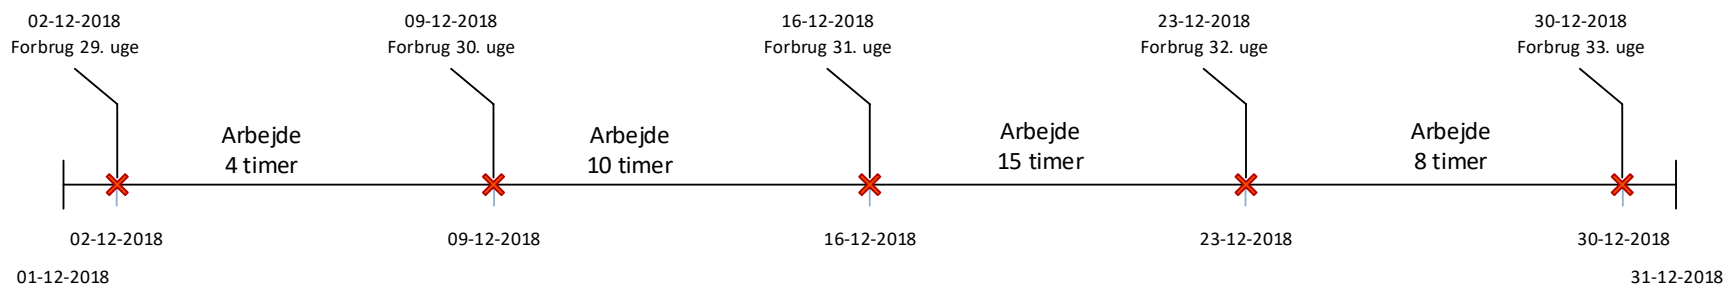 02-12-2018
Forbrug 29. uge
09-12-2018
Forbrug 30. uge
16-12-2018
Forbrug 31. uge
23-12-2018
Forbrug 32. uge
30-12-2018
Forbrug 33. uge
Arbejde
4 timer
Arbejde
10 timer
Arbejde
15 timer
Arbejde
8 timer
02-12-2018
09-12-2018
16-12-2018
23-12-2018
30-12-2018
01-12-2018
31-12-2018